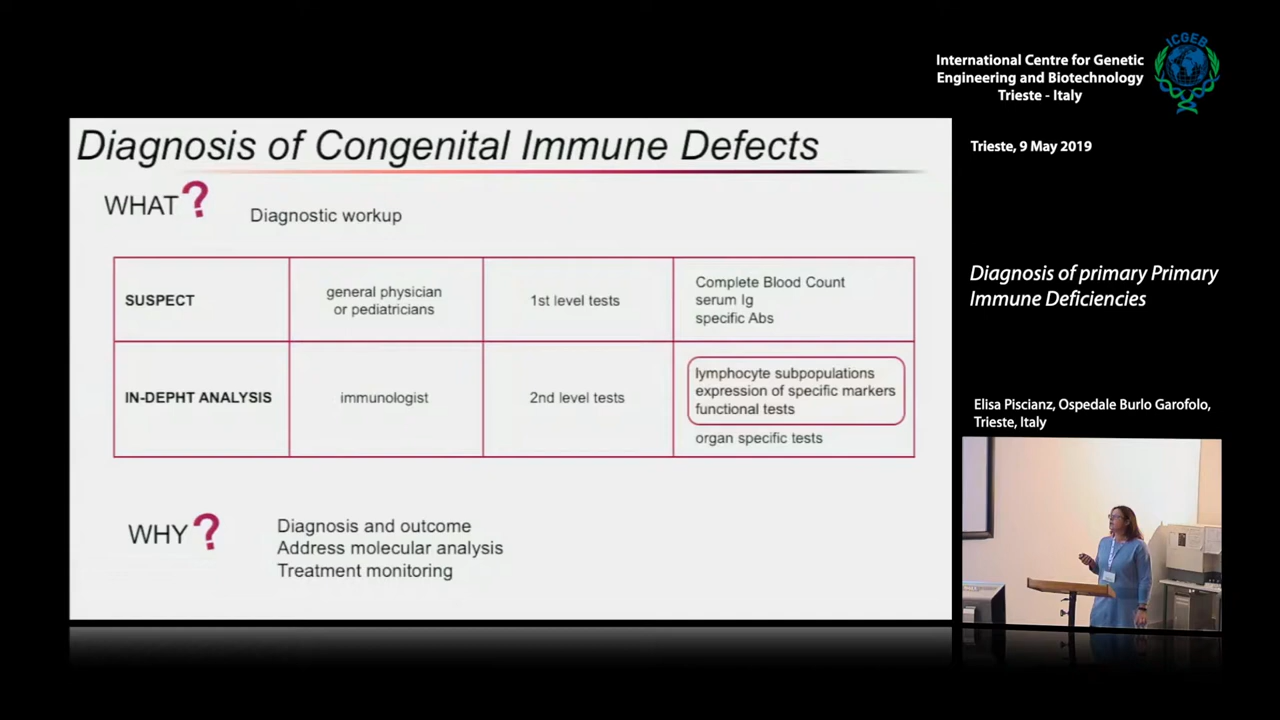 ICGEB
International Centre for Genetic
Engineering and Biotechnology
Trieste - Italy
Trieste, 9 May 2019
Diagnosis of Congenital Immune Defects
WHAT?
Diagnostic workup
SUSPECT
general physician
or pediatricians
1st level tests
Complete Blood Count
serum Ig
specific Abs
IN-DEPHT ANALYSIS
immunologist
2nd level tests
lymphocyte subpopulations
expression of specific markers
functional tests
organ specific tests
WHY?
Diagnosis and outcome
Address molecular analysis
Treatment monitoring
Diagnosis of primary Primary
Immune Deficiencies
Elisa Piscianz, Ospedale Burlo Garofolo,
Trieste, Italy